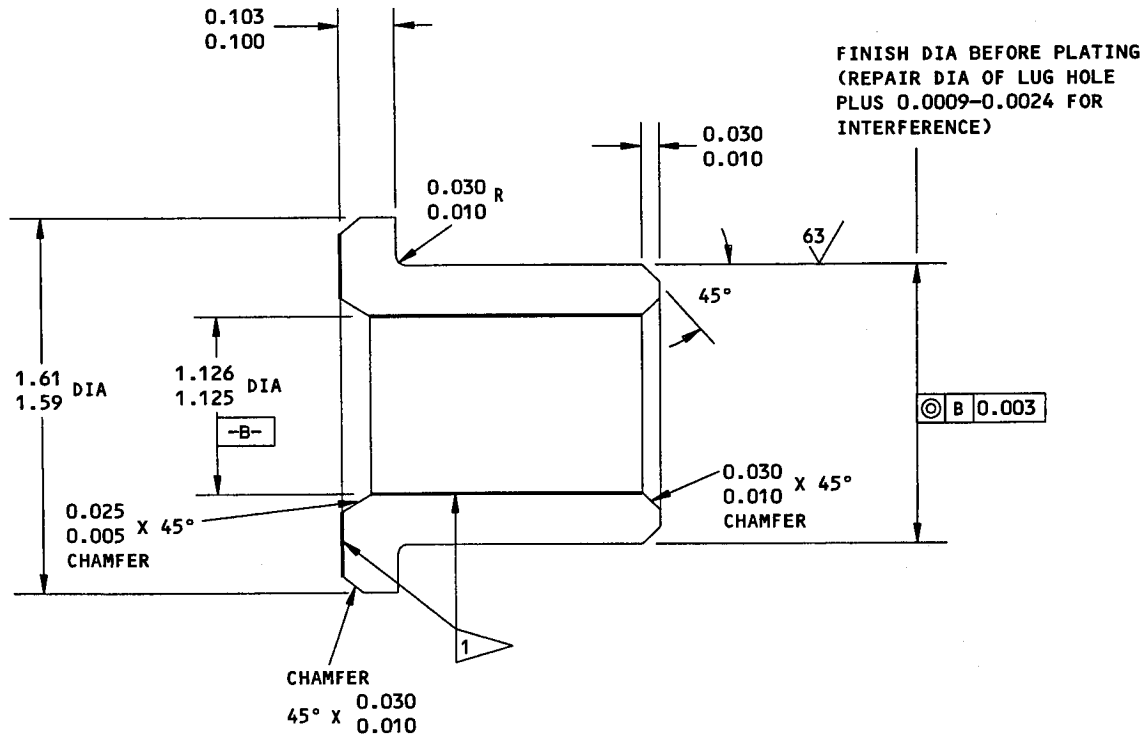 0.103
0.100
FINISH DIA BEFORE PLATING
(REPAIR DIA OF LUG HOLE
PLUS 0.0009-0.0024 FOR
INTERFERENCE)
0.030
0.010
0.030 R
0.010
63
45°
1.61 DIA
1.59
1.126 DIA
1.125
-B-
◎ B 0.003
0.025
0.005 X 45°
CHAMFER
0.030
0.010 X 45°
CHAMFER
1
CHAMFER
45° X 0.030
0.010